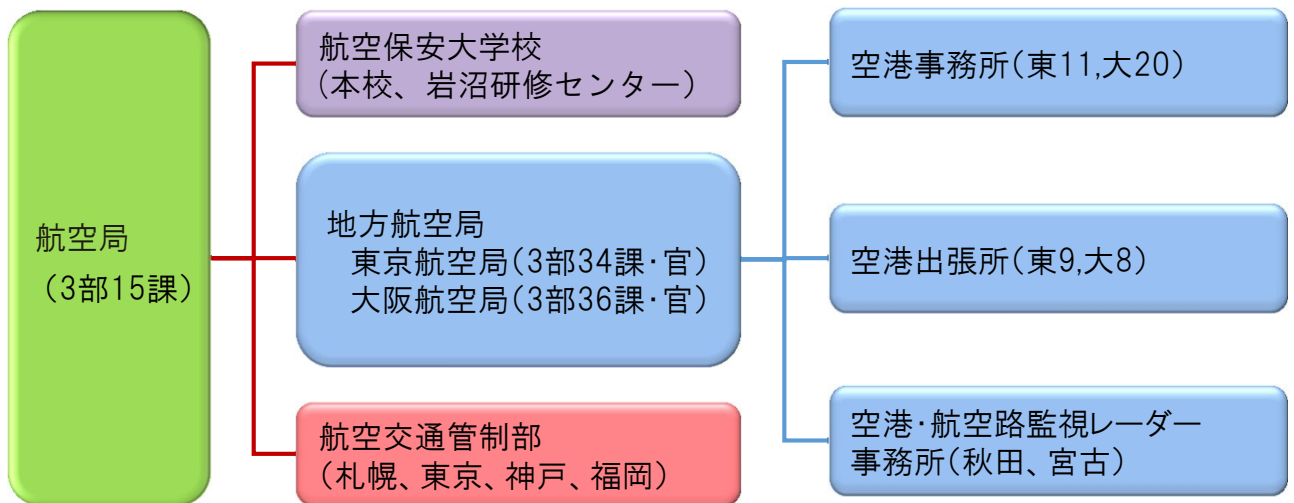 航空局
（3部15課）
航空保安大学校
（本校、岩沼研修センター）
地方航空局
東京航空局（3部34課・官）
大阪航空局（3部36課・官）
航空交通管制部
（札幌、東京、神戸、福岡）
空港事務所（東11,大20）
空港出張所（東9,大8）
空港・航空路監視レーダー
事務所（秋田、宮古）